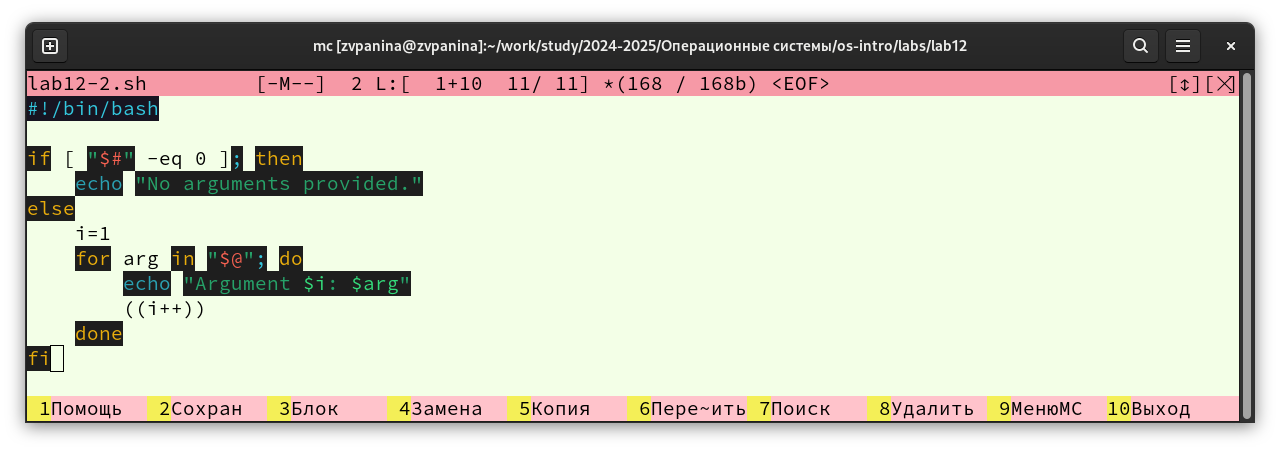 mc [zvpanina@zvpanina]:~/work/study/2024-2025/Операционные системы/os-intro/labs/lab12
lab12-2.sh         [-M--]  2 L:[  1+10  11/ 11] *(168 / 168b) <EOF>                            [↕][X]
#!/bin/bash
if [ "$#" -eq 0 ]; then
    echo "No arguments provided."
else
    i=1
    for arg in "$@"; do
        echo "Argument $i: $arg"
        ((i++))
    done
fi
1Помощь 2Сохран 3Блок 4Замена 5Копия 6Пере~ить 7Поиск 8Удалить 9МенюМС 10Выход